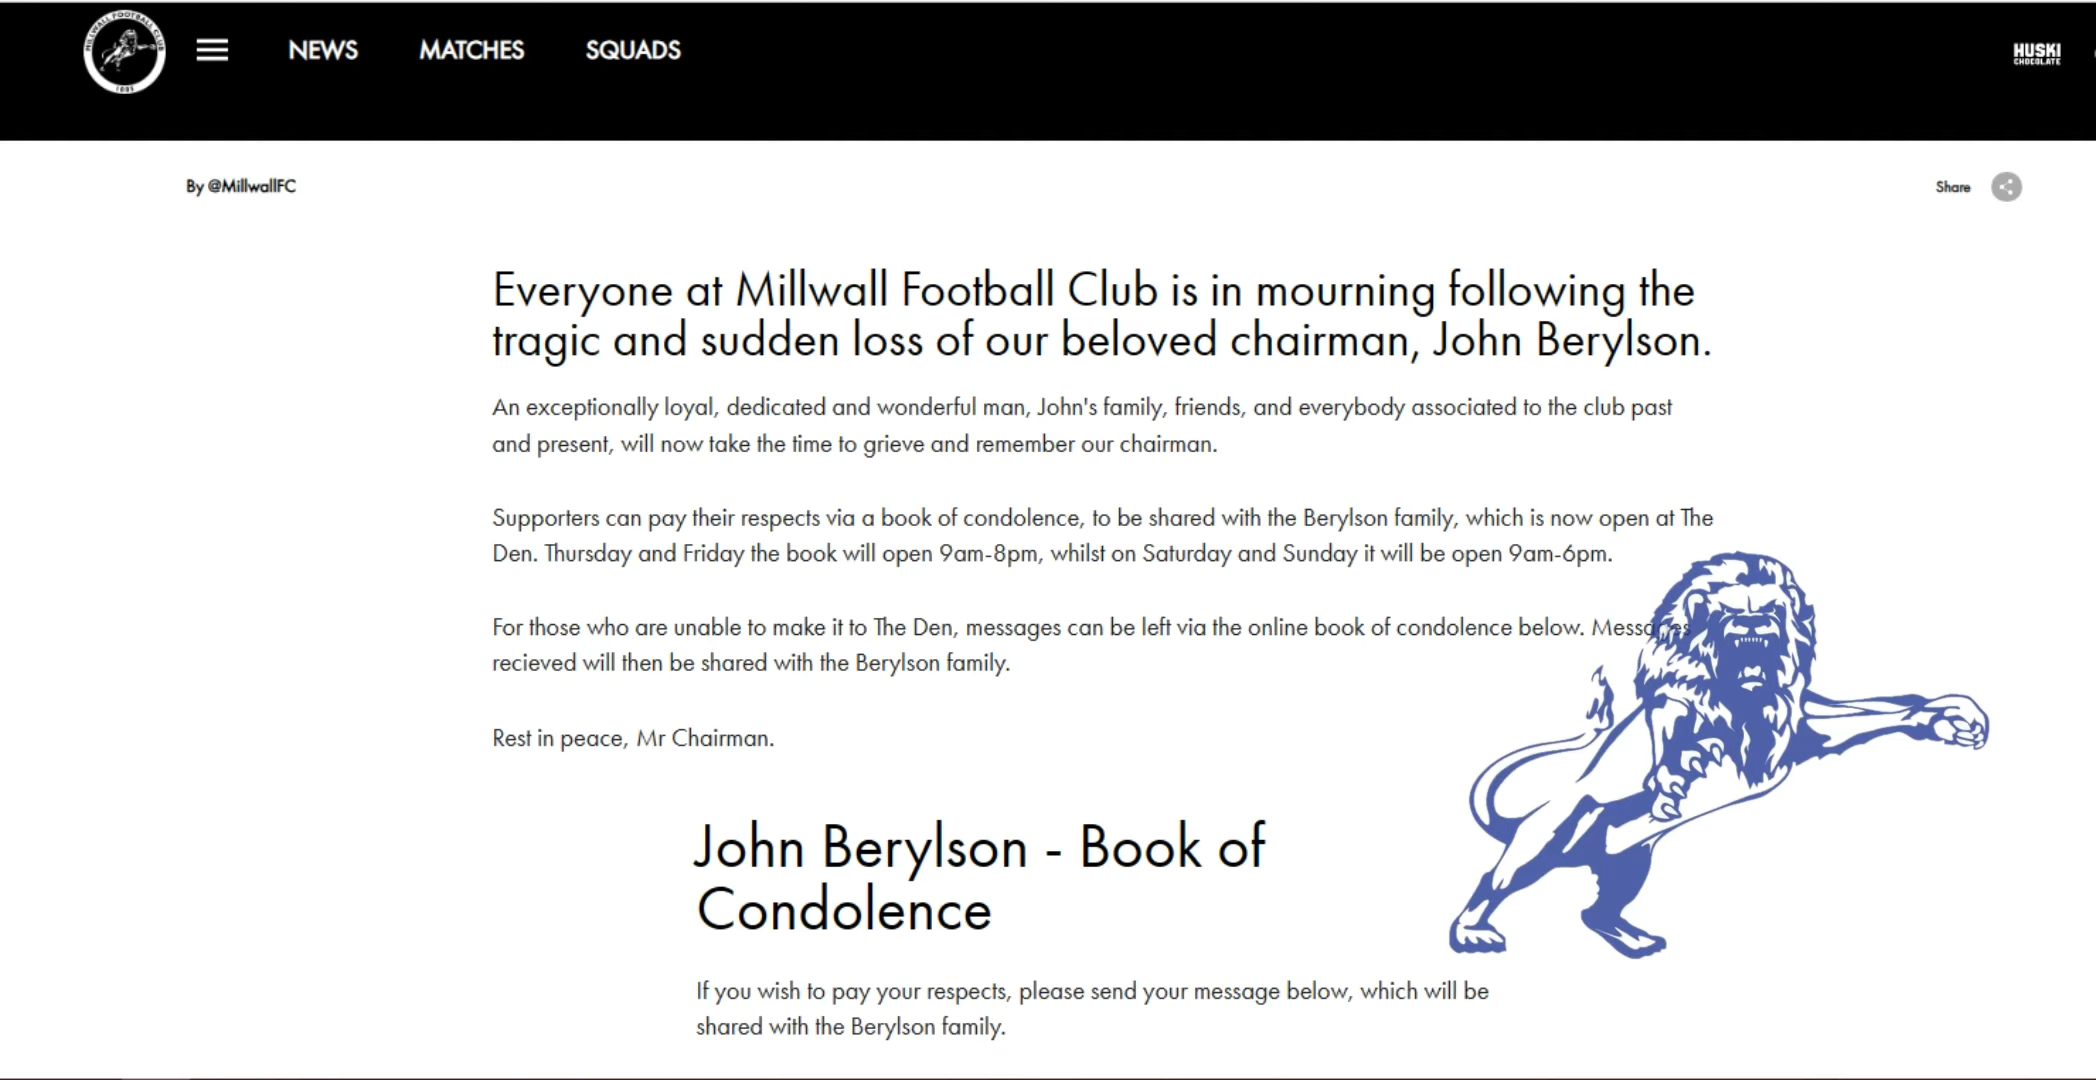 MILLWALL FOOTBALL CLUB
1885
NEWS MATCHES SQUADS
HUSKI
CHOCOLATE
By @MillwallFC
Share
Everyone at Millwall Football Club is in mourning following the
tragic and sudden loss of our beloved chairman, John Berylson.
An exceptionally loyal, dedicated and wonderful man, John's family, friends, and everybody associated to the club past
and present, will now take the time to grieve and remember our chairman.
Supporters can pay their respects via a book of condolence, to be shared with the Berylson family, which is now open at The
Den. Thursday and Friday the book will open 9am-8pm, whilst on Saturday and Sunday it will be open 9am-6pm.
For those who are unable to make it to The Den, messages can be left via the online book of condolence below. Messages
recieved will then be shared with the Berylson family.
Rest in peace, Mr Chairman.
John Berylson - Book of
Condolence
If you wish to pay your respects, please send your message below, which will be
shared with the Berylson family.